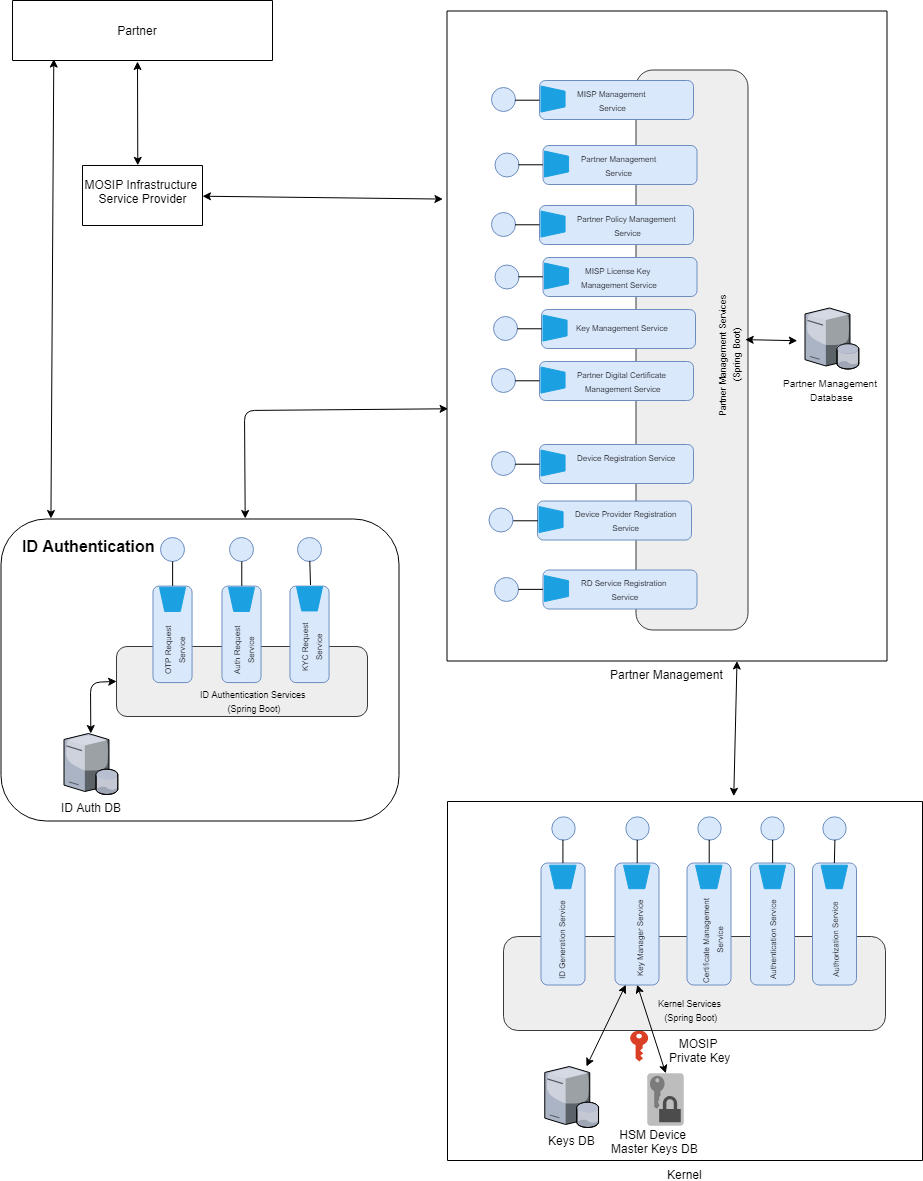 Partner
MOSIP Infrastructure
Service Provider
MISP Management
Service
Partner Management
Service
Partner Policy Management
Service
MISP License Key
Management Service
Key Management Service
Partner Digital Certificate
Management Service
Device Registration Service
Device Provider Registration
Service
RD Service Registration
Service
Partner Management Services
(Spring Boot)
Partner Management
Database
Partner Management
ID Authentication
OTP Request
Service
Auth Request
Service
KYC Request
Service
ID Authentication Services
(Spring Boot)
ID Auth DB
ID Generation Service
Key Manager Service
Certificate Management
Service
Authentication Service
Authorization Service
Kernel Services
(Spring Boot)
MOSIP
Private Key
Keys DB
HSM Device
Master Keys DB
Kernel